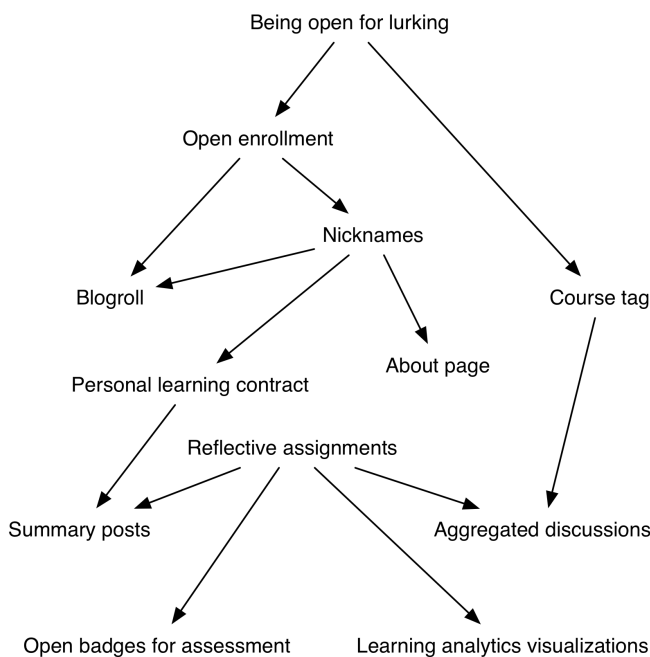 Being open for lurking
Open enrollment
Nicknames
Blogroll
Course tag
About page
Personal learning contract
Reflective assignments
Summary posts
Aggregated discussions
Open badges for assessment
Learning analytics visualizations